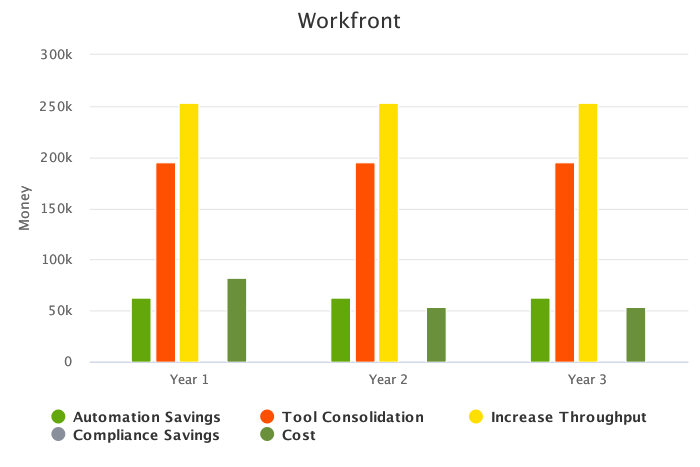 Workfront
300k
250k
200k
150k
100k
50k
0
Money
Year 1 Year 2 Year 3
Automation Savings Tool Consolidation Increase Throughput
Compliance Savings Cost